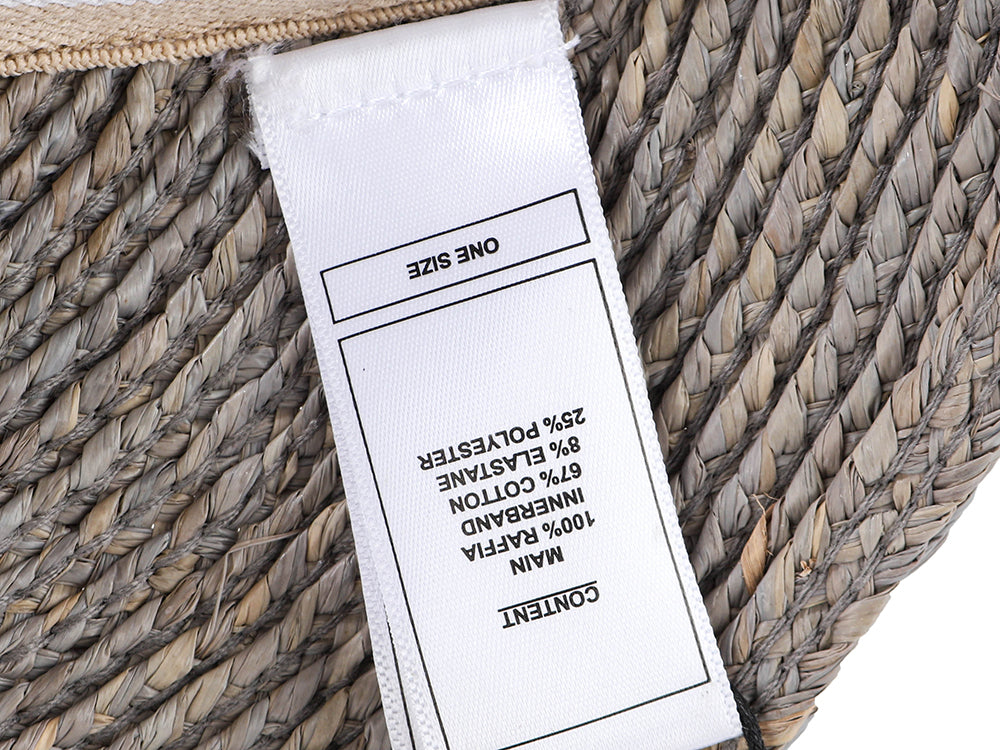 CONTENT
MAIN
100% RAFFIA
INNERBAND
67% COTTON
8% ELASTANE
25% POLYESTER
ONE SIZE